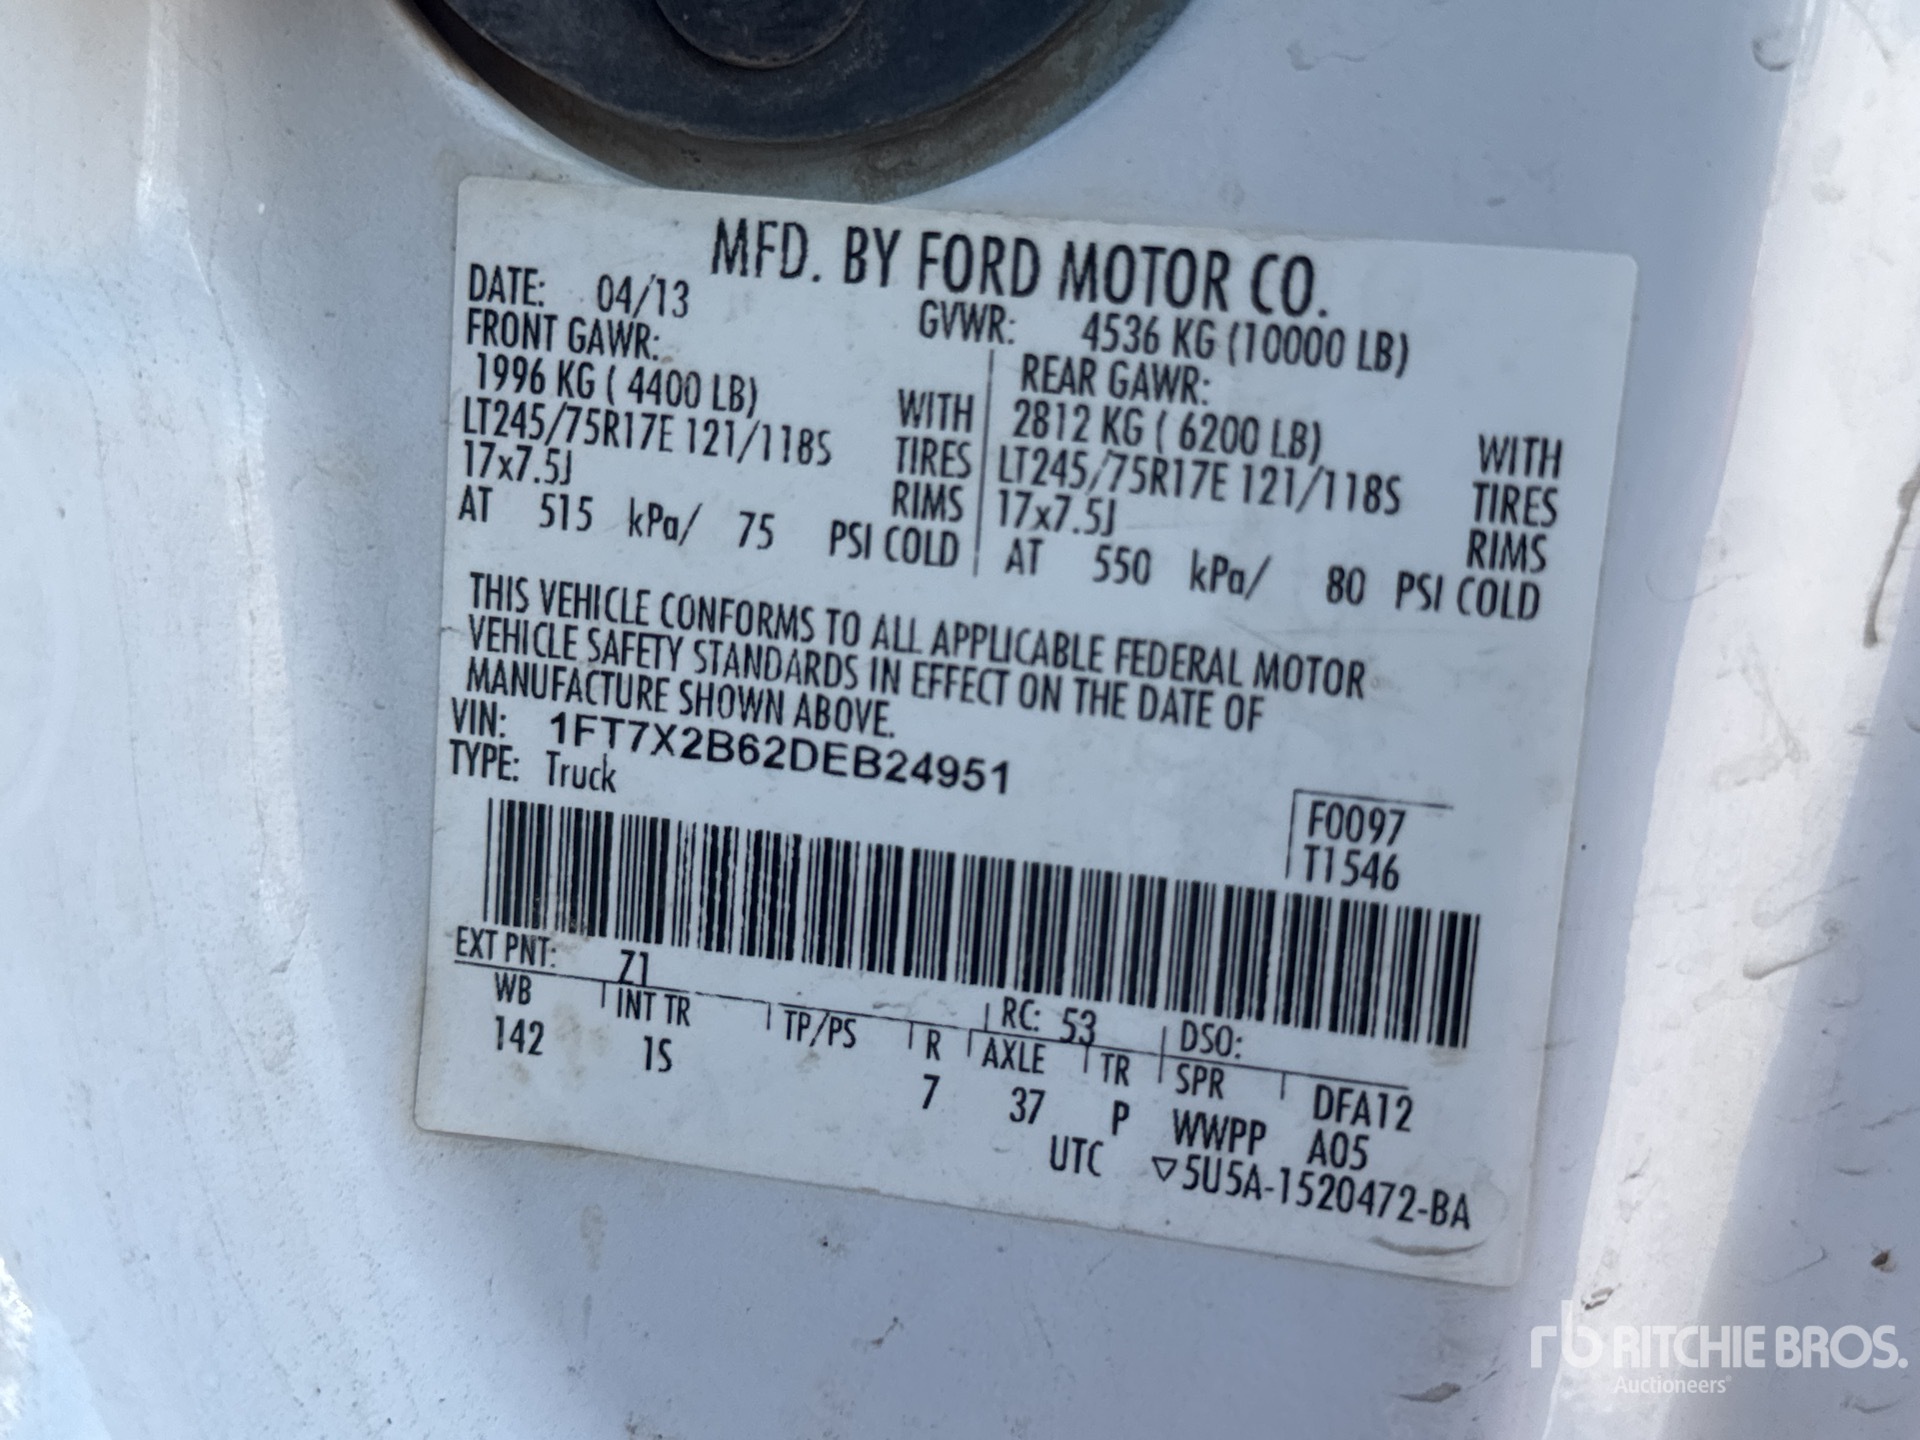 MFD. BY FORD MOTOR CO.
DATE: 04/13 GVWR: 4536 KG (10000 LB)
FRONT GAWR: REAR GAWR:
1996 KG ( 4400 LB) WITH 2812 KG ( 6200 LB) WITH
LT245/75R17E 121/118S TIRES LT245/75R17E 121/118S TIRES
17x7.5J RIMS 17x7.5J RIMS
AT 515 kPa/ 75 PSI COLD AT 550 kPa/ 80 PSI COLD
THIS VEHICLE CONFORMS TO ALL APPLICABLE FEDERAL MOTOR
VEHICLE SAFETY STANDARDS IN EFFECT ON THE DATE OF
MANUFACTURE SHOWN ABOVE.
VIN: 1FT7X2B62DEB24951
TYPE: Truck
F0097
T1546
EXT PNT: Z1 RC: 53 DSO:
WB INT TR TP/PS R AXLE TR SPR DFA12
142 1S 7 37 P WWPP A05
UTC ▽5U5A-1520472-BA
rb RITCHIE BROS.
Auctioneers